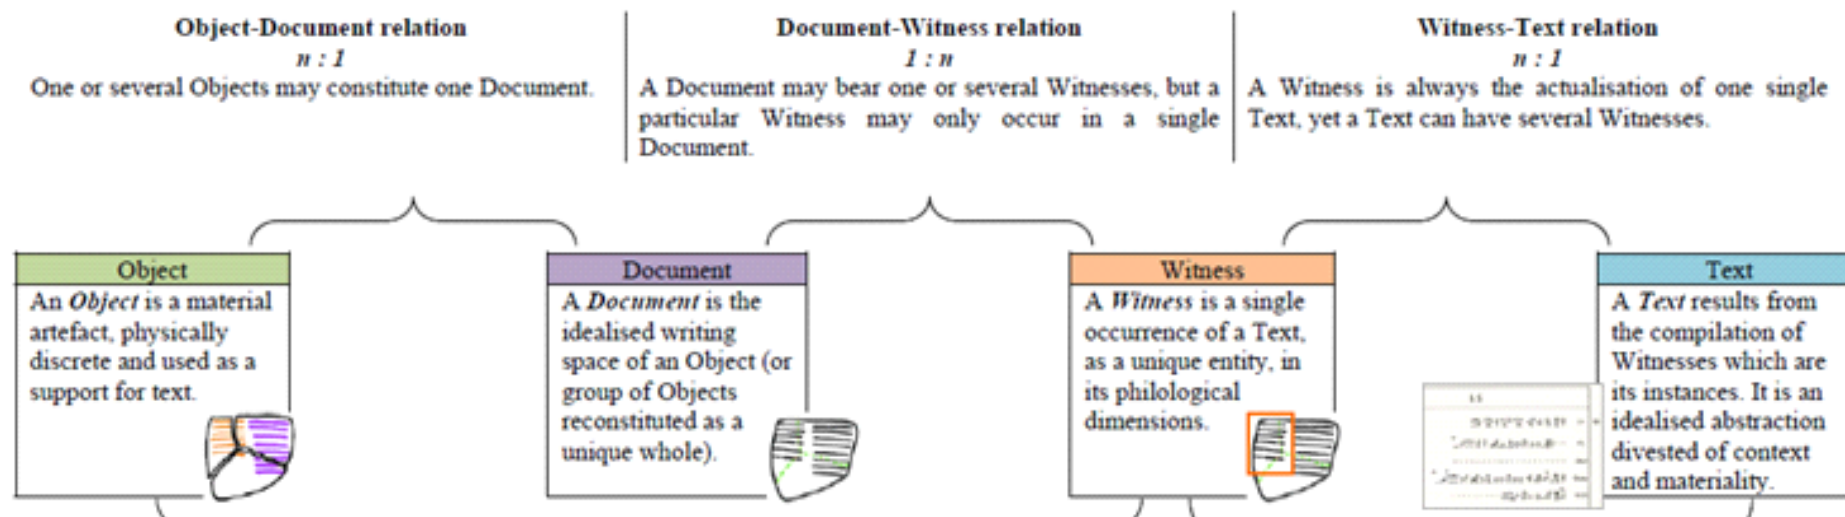 Object-Document relation
n : 1
One or several Objects may constitute one Document.
Document-Witness relation
1 : n
A Document may bear one or several Witnesses, but a
particular Witness may only occur in a single
Document.
Witness-Text relation
n : 1
A Witness is always the actualisation of one single
Text, yet a Text can have several Witnesses.
Object
An Object is a material
artefact, physically
discrete and used as a
support for text.
Document
A Document is the
idealised writing
space of an Object (or
group of Objects
reconstituted as a
unique whole).
Witness
A Witness is a single
occurrence of a Text,
as a unique entity, in
its philological
dimensions.
Text
A Text results from
the compilation of
Witnesses which are
its instances. It is an
idealised abstraction
divested of context
and materiality.